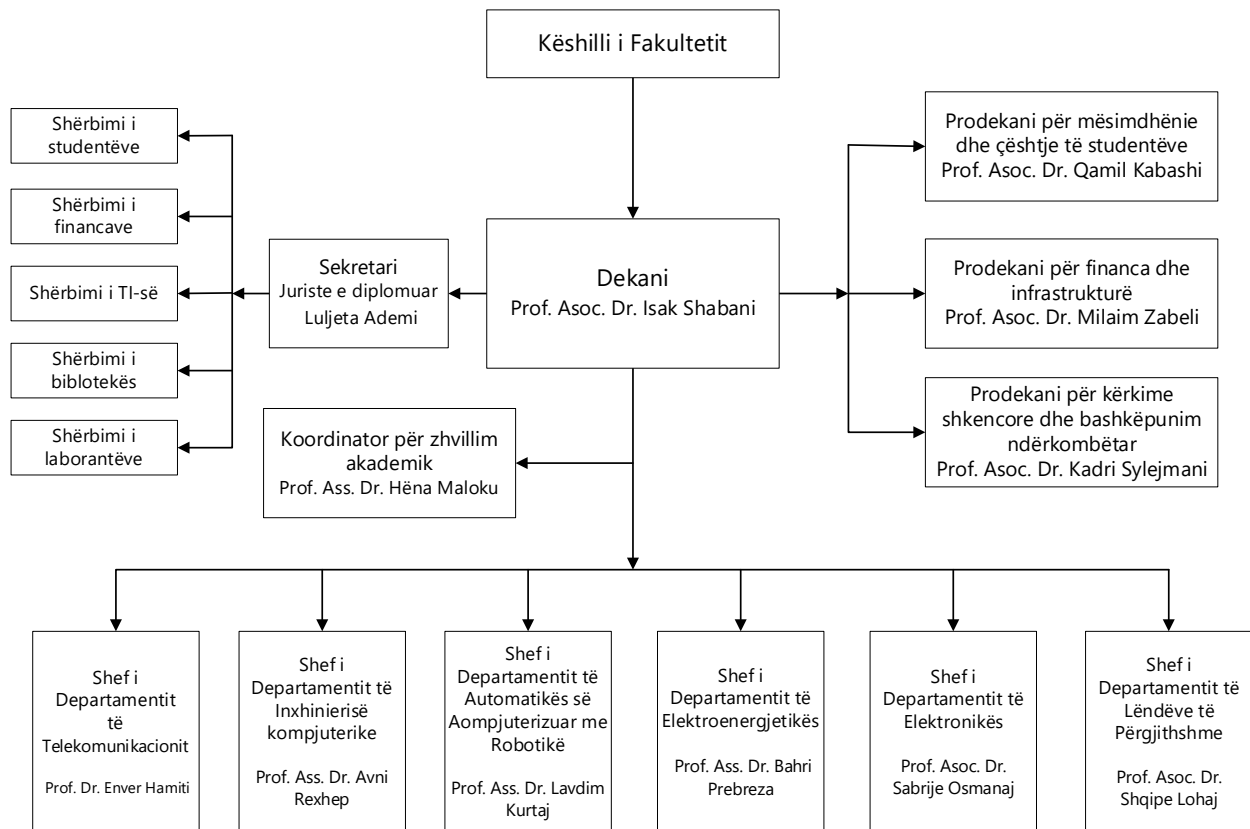 Këshilli i Fakultetit
Shërbimi i
studentëve
Shërbimi i
financave
Shërbimi i TI-së
Shërbimi i
biblotekës
Shërbimi i
laborantëve
Sekretari
Juriste e diplomuar
Luljeta Ademi
Dekani
Prof. Asoc. Dr. Isak Shabani
Prodekani për mësimdhënie
dhe çështje të studentëve
Prof. Asoc. Dr. Qamil Kabashi
Prodekani për financa dhe
infrastrukturë
Prof. Asoc. Dr. Milaim Zabeli
Prodekani për kërkime
shkencore dhe bashkëpunim
ndërkombëtar
Prof. Asoc. Dr. Kadri Sylejmani
Koordinator për zhvillim
akademik
Prof. Ass. Dr. Hëna Maloku
Shef i
Departamentit
të
Telekomunikacionit
Prof. Dr. Enver Hamiti
Shef i
Departamentit të
Inxhinierisë
kompjuterike
Prof. Ass. Dr. Avni
Rexhep
Shef i
Departamentit të
Automatikës së
Aompjuterizuar me
Robotikë
Prof. Ass. Dr. Lavdim
Kurtaj
Shef i
Departamentit të
Elektroenergjetikës
Prof. Ass. Dr. Bahri
Prebreza
Shef i
Departamentit të
Elektronikës
Prof. Asoc. Dr.
Sabrije Osmanaj
Shef i
Departamentit të
Lëndëve të
Përgjithshme
Prof. Asoc. Dr.
Shqipe Lohaj